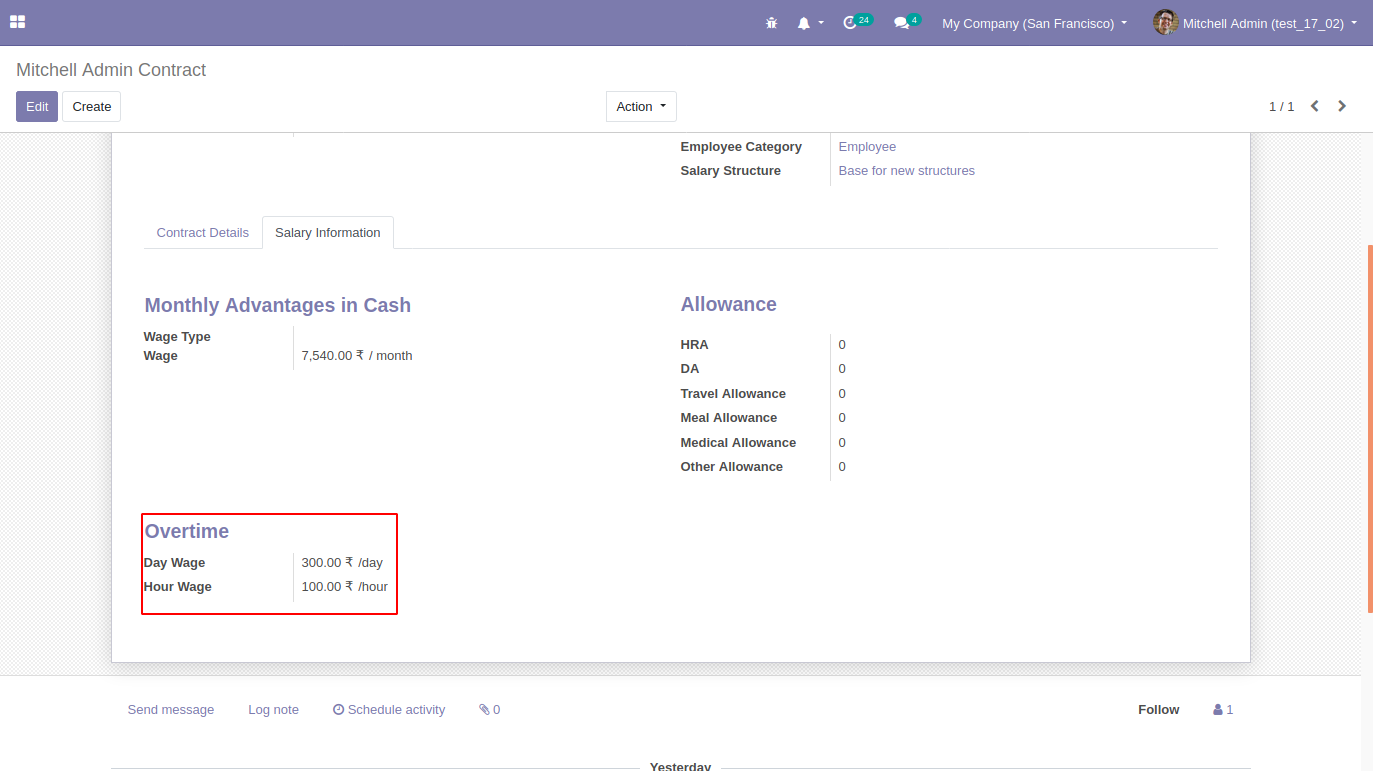 24
4
My Company (San Francisco)
Mitchell Admin (test_17_02)
Mitchell Admin Contract
Edit
Create
Action
1 / 1
Employee Category Employee
Salary Structure Base for new structures
Contract Details
Salary Information
Monthly Advantages in Cash
Wage Type
Wage 7,540.00 ₹ / month
Allowance
HRA 0
DA 0
Travel Allowance 0
Meal Allowance 0
Medical Allowance 0
Other Allowance 0
Overtime
Day Wage 300.00 ₹ /day
Hour Wage 100.00 ₹ /hour
Send message
Log note
Schedule activity
0
Follow
1
Yesterday